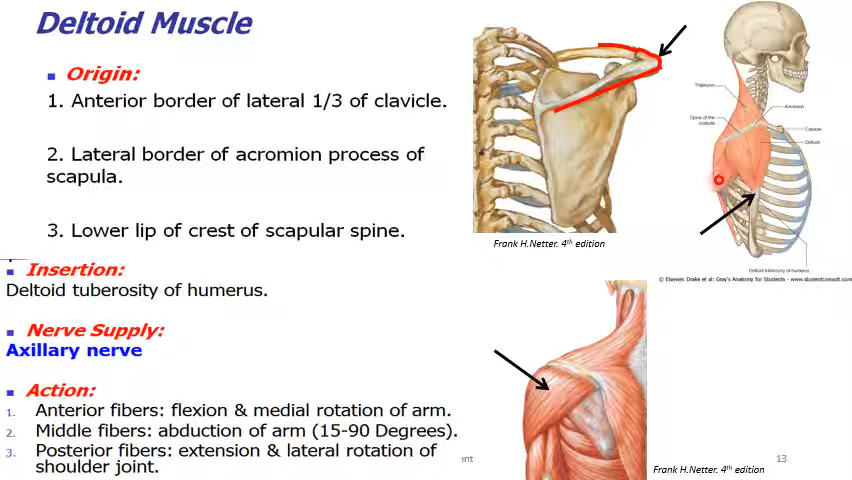 Deltoid Muscle
Origin:
1. Anterior border of lateral 1/3 of clavicle.
2. Lateral border of acromion process of
scapula.
3. Lower lip of crest of scapular spine.
Insertion:
Deltoid tuberosity of humerus.
Nerve Supply:
Axillary nerve
Action:
1. Anterior fibers: flexion & medial rotation of arm.
2. Middle fibers: abduction of arm (15-90 Degrees).
3. Posterior fibers: extension & lateral rotation of
shoulder joint.
Frank H.Netter. 4th edition
Trapezius
Spine of the
scapula
Acromion
Clavicle
Deltoid
Deltoid tuberosity of humerus
© Elsevier. Drake et al: Gray's Anatomy for Students - www.studentconsult.com
ent
Frank H.Netter. 4th edition
13